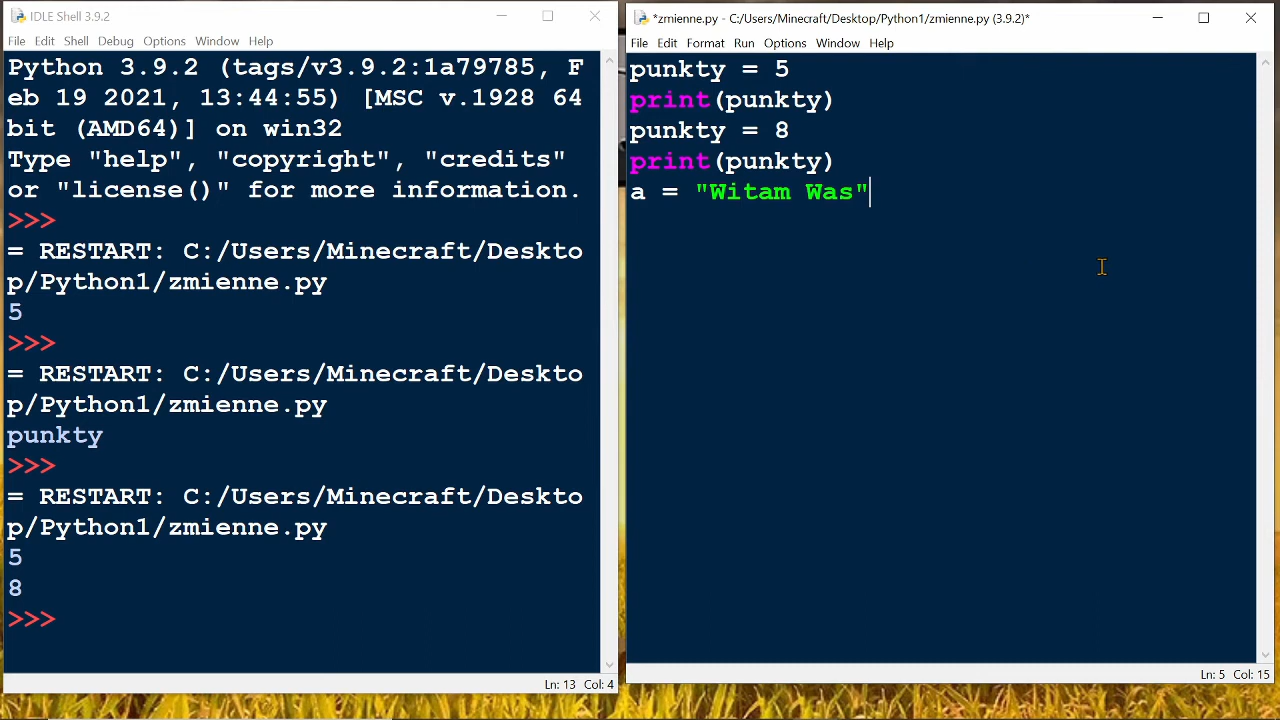 IDLE Shell 3.9.2
File Edit Shell Debug Options Window Help
Python 3.9.2 (tags/v3.9.2:1a79785, F
eb 19 2021, 13:44:55) [MSC v.1928 64
bit (AMD64)] on win32
Type "help", "copyright", "credits"
or "license()" for more information.
>>>
= RESTART: C:/Users/Minecraft/Deskto
p/Python1/zmienne.py
5
>>>
= RESTART: C:/Users/Minecraft/Deskto
p/Python1/zmienne.py
punkty
>>>
= RESTART: C:/Users/Minecraft/Deskto
p/Python1/zmienne.py
5
8
>>>
Ln: 13 Col: 4
*zmienne.py - C:/Users/Minecraft/Desktop/Python1/zmienne.py (3.9.2)*
File Edit Format Run Options Window Help
punkty = 5
print(punkty)
punkty = 8
print(punkty)
a = "Witam Was"
Ln: 5 Col: 15